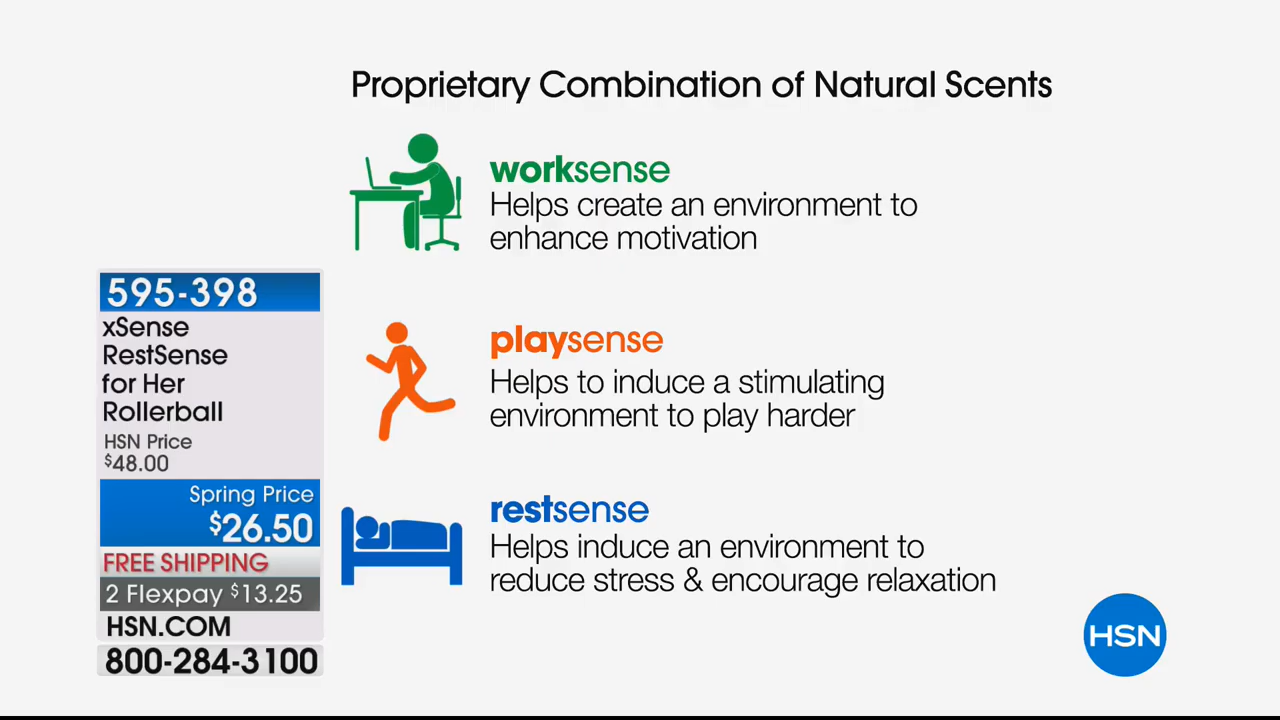 Proprietary Combination of Natural Scents
worksense
Helps create an environment to
enhance motivation
playsense
Helps to induce a stimulating
environment to play harder
restsense
Helps induce an environment to
reduce stress & encourage relaxation
595-398
xSense
RestSense
for Her
Rollerball
HSN Price
$48.00
Spring Price
$26.50
FREE SHIPPING
2 Flexpay $13.25
HSN.COM
800-284-3100
HSN